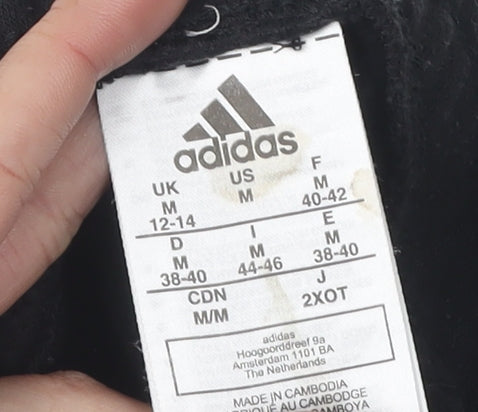 adidas
UK US F
M M M
12-14 40-42
D I E
M M M
38-40 44-46 38-40
CDN J
M/M 2XOT
adidas
Hoogoorddreef 9a
Amsterdam 1101 BA
The Netherlands
MADE IN CAMBODIA
FABRIQUÉ AU CAMBODGE
CAMBOYA